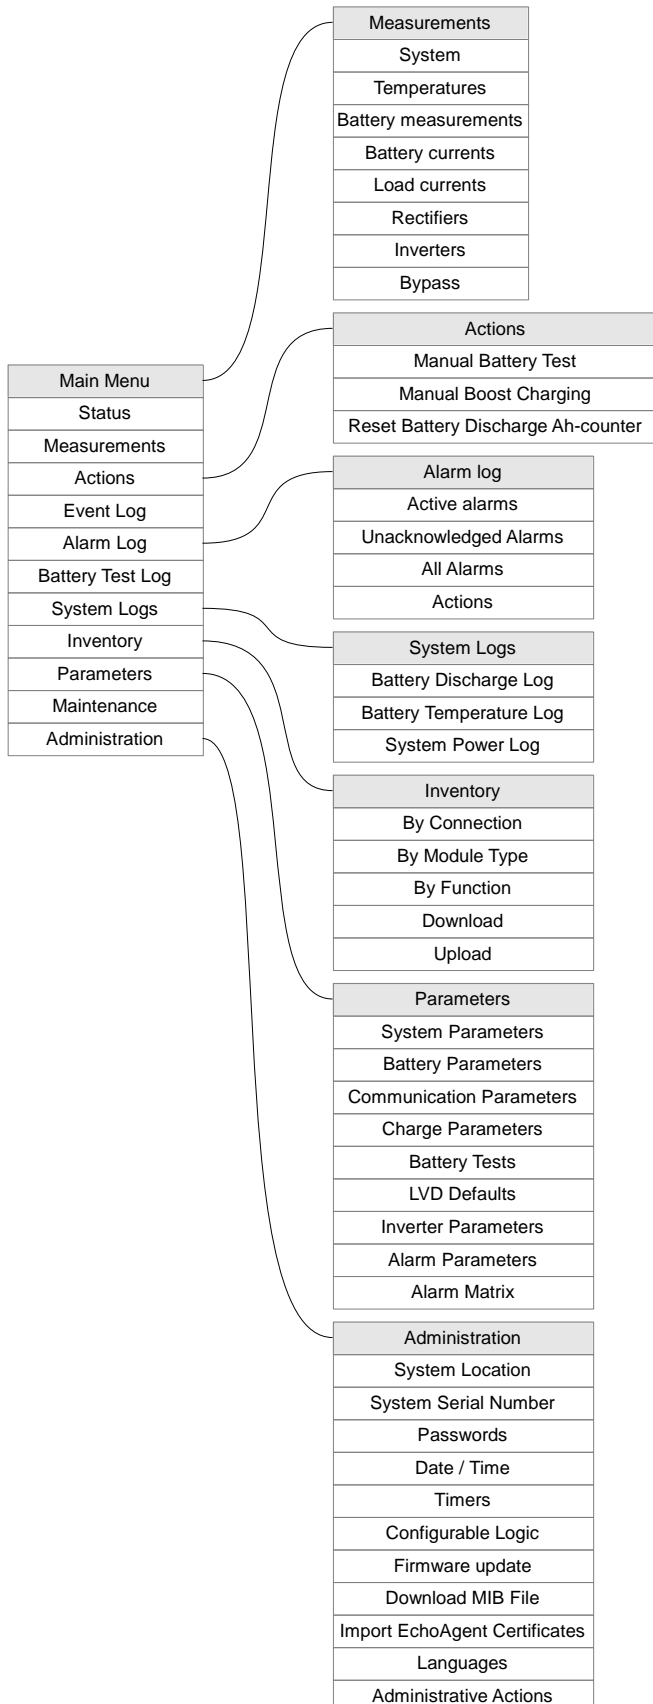 Measurements
System
Temperatures
Battery measurements
Battery currents
Load currents
Rectifiers
Inverters
Bypass
Actions
Manual Battery Test
Manual Boost Charging
Reset Battery Discharge Ah-counter
Main Menu
Status
Measurements
Actions
Event Log
Alarm Log
Battery Test Log
System Logs
Inventory
Parameters
Maintenance
Administration
Alarm log
Active alarms
Unacknowledged Alarms
All Alarms
Actions
System Logs
Battery Discharge Log
Battery Temperature Log
System Power Log
Inventory
By Connection
By Module Type
By Function
Download
Upload
Parameters
System Parameters
Battery Parameters
Communication Parameters
Charge Parameters
Battery Tests
LVD Defaults
Inverter Parameters
Alarm Parameters
Alarm Matrix
Administration
System Location
System Serial Number
Passwords
Date / Time
Timers
Configurable Logic
Firmware update
Download MIB File
Import EchoAgent Certificates
Languages
Administrative Actions